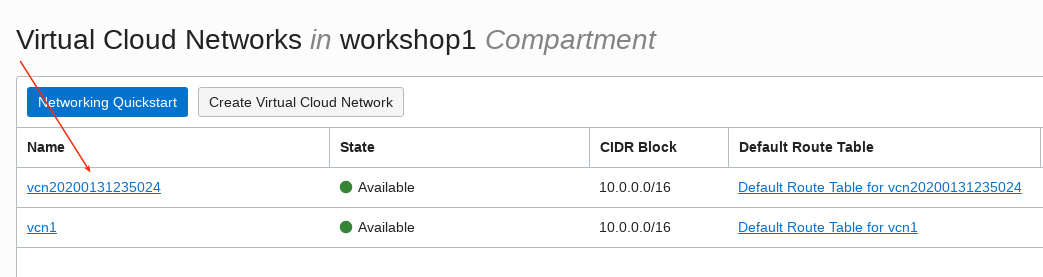 Virtual Cloud Networks in workshop1 Compartment
Networking Quickstart Create Virtual Cloud Network
Name State CIDR Block Default Route Table
vcn20200131235024 Available 10.0.0.0/16 Default Route Table for vcn20200131235024
vcn1 Available 10.0.0.0/16 Default Route Table for vcn1